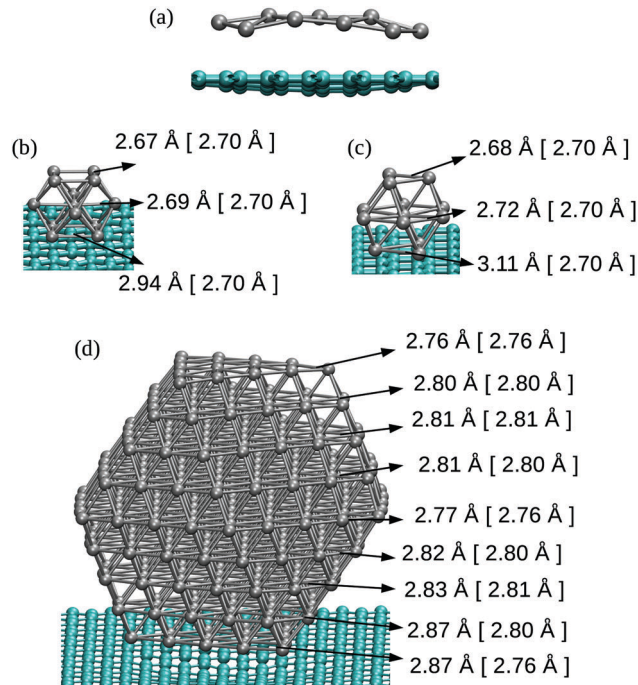 (a)
(b)
2.67 Å [ 2.70 Å ]
2.69 Å [ 2.70 Å ]
2.94 Å [ 2.70 Å ]
(c)
2.68 Å [ 2.70 Å ]
2.72 Å [ 2.70 Å ]
3.11 Å [ 2.70 Å ]
(d)
2.76 Å [ 2.76 Å ]
2.80 Å [ 2.80 Å ]
2.81 Å [ 2.81 Å ]
2.81 Å [ 2.80 Å ]
2.77 Å [ 2.76 Å ]
2.82 Å [ 2.80 Å ]
2.83 Å [ 2.81 Å ]
2.87 Å [ 2.80 Å ]
2.87 Å [ 2.76 Å ]